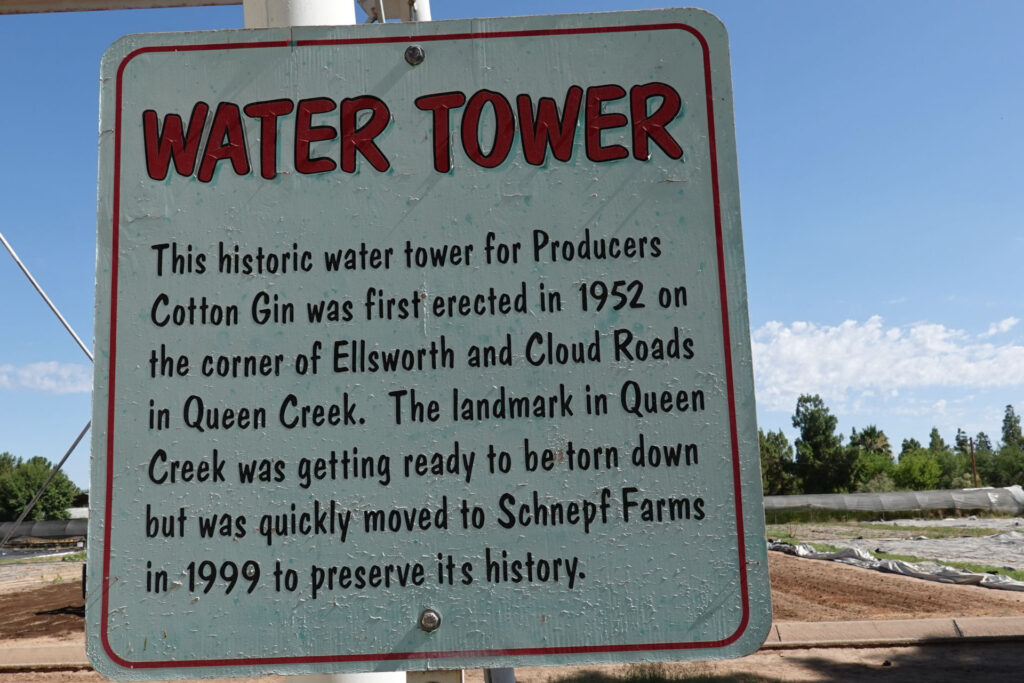 WATER TOWER
This historic water tower for Producers
Cotton Gin was first erected in 1952 on
the corner of Ellsworth and Cloud Roads
in Queen Creek. The landmark in Queen
Creek was getting ready to be torn down
but was quickly moved to Schnepf Farms
in 1999 to preserve its history.